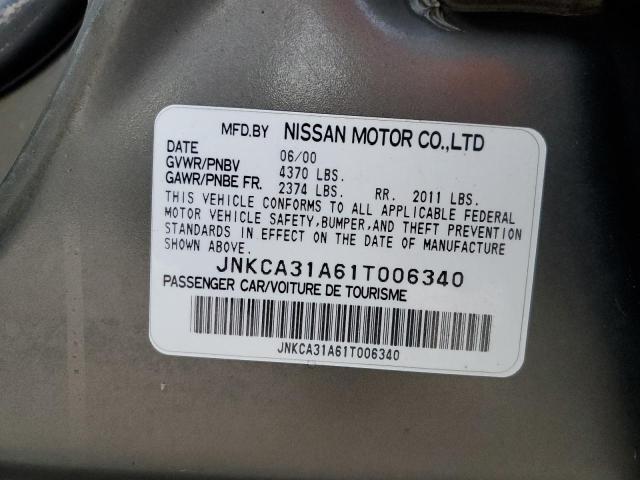 MFD.BY NISSAN MOTOR CO.,LTD
DATE 06/00
GVWR/PNBV 4370 LBS.
GAWR/PNBE FR. 2374 LBS. RR. 2011 LBS.
THIS VEHICLE CONFORMS TO ALL APPLICABLE FEDERAL
MOTOR VEHICLE SAFETY,BUMPER,AND THEFT PREVENTION
STANDARDS IN EFFECT ON THE DATE OF MANUFACTURE
SHOWN ABOVE.
JNKCA31A61T006340
PASSENGER CAR/VOITURE DE TOURISME
JNKCA31A61T006340